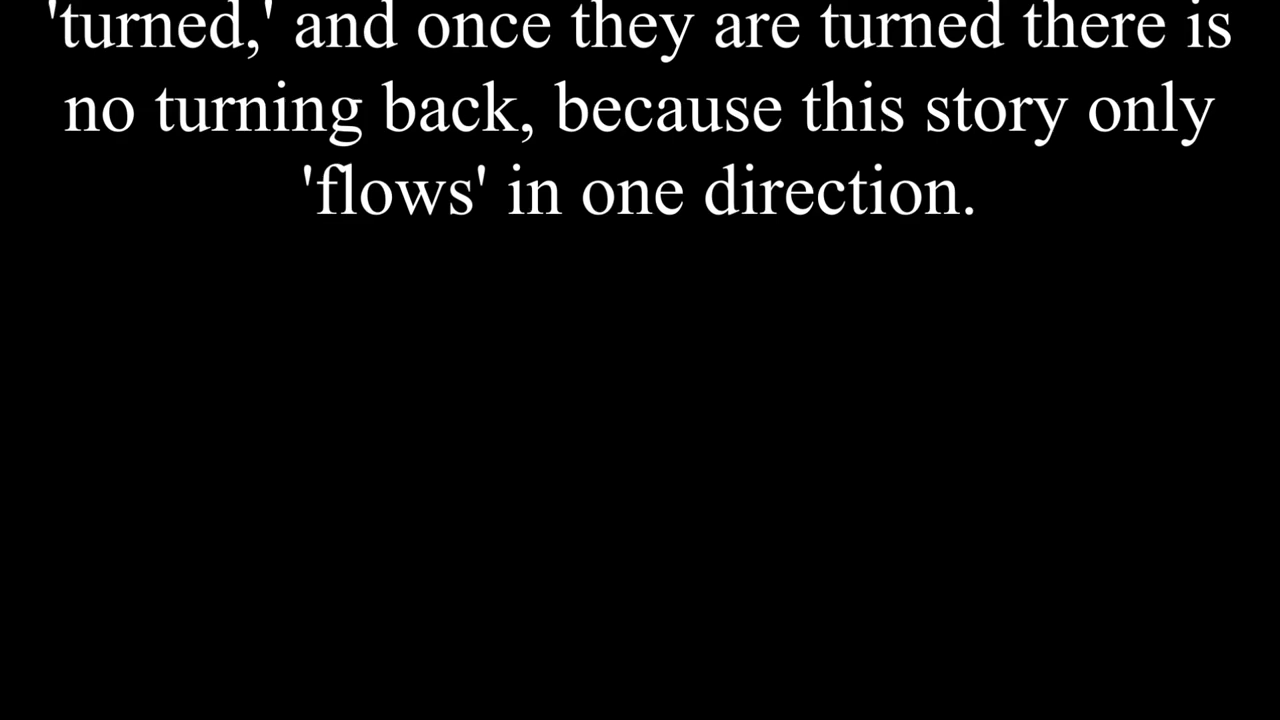 'turned,' and once they are turned there is
no turning back, because this story only
'flows' in one direction.